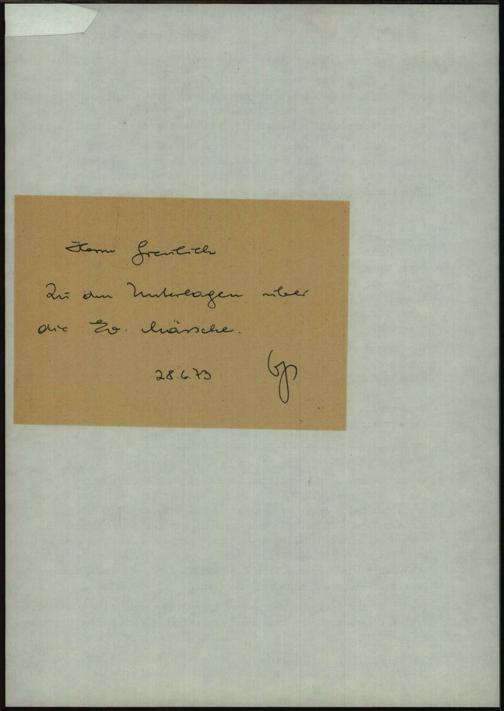 Herrn Greulich
Zu den Unterlagen über
die Ev. Märsche.
28.6.73